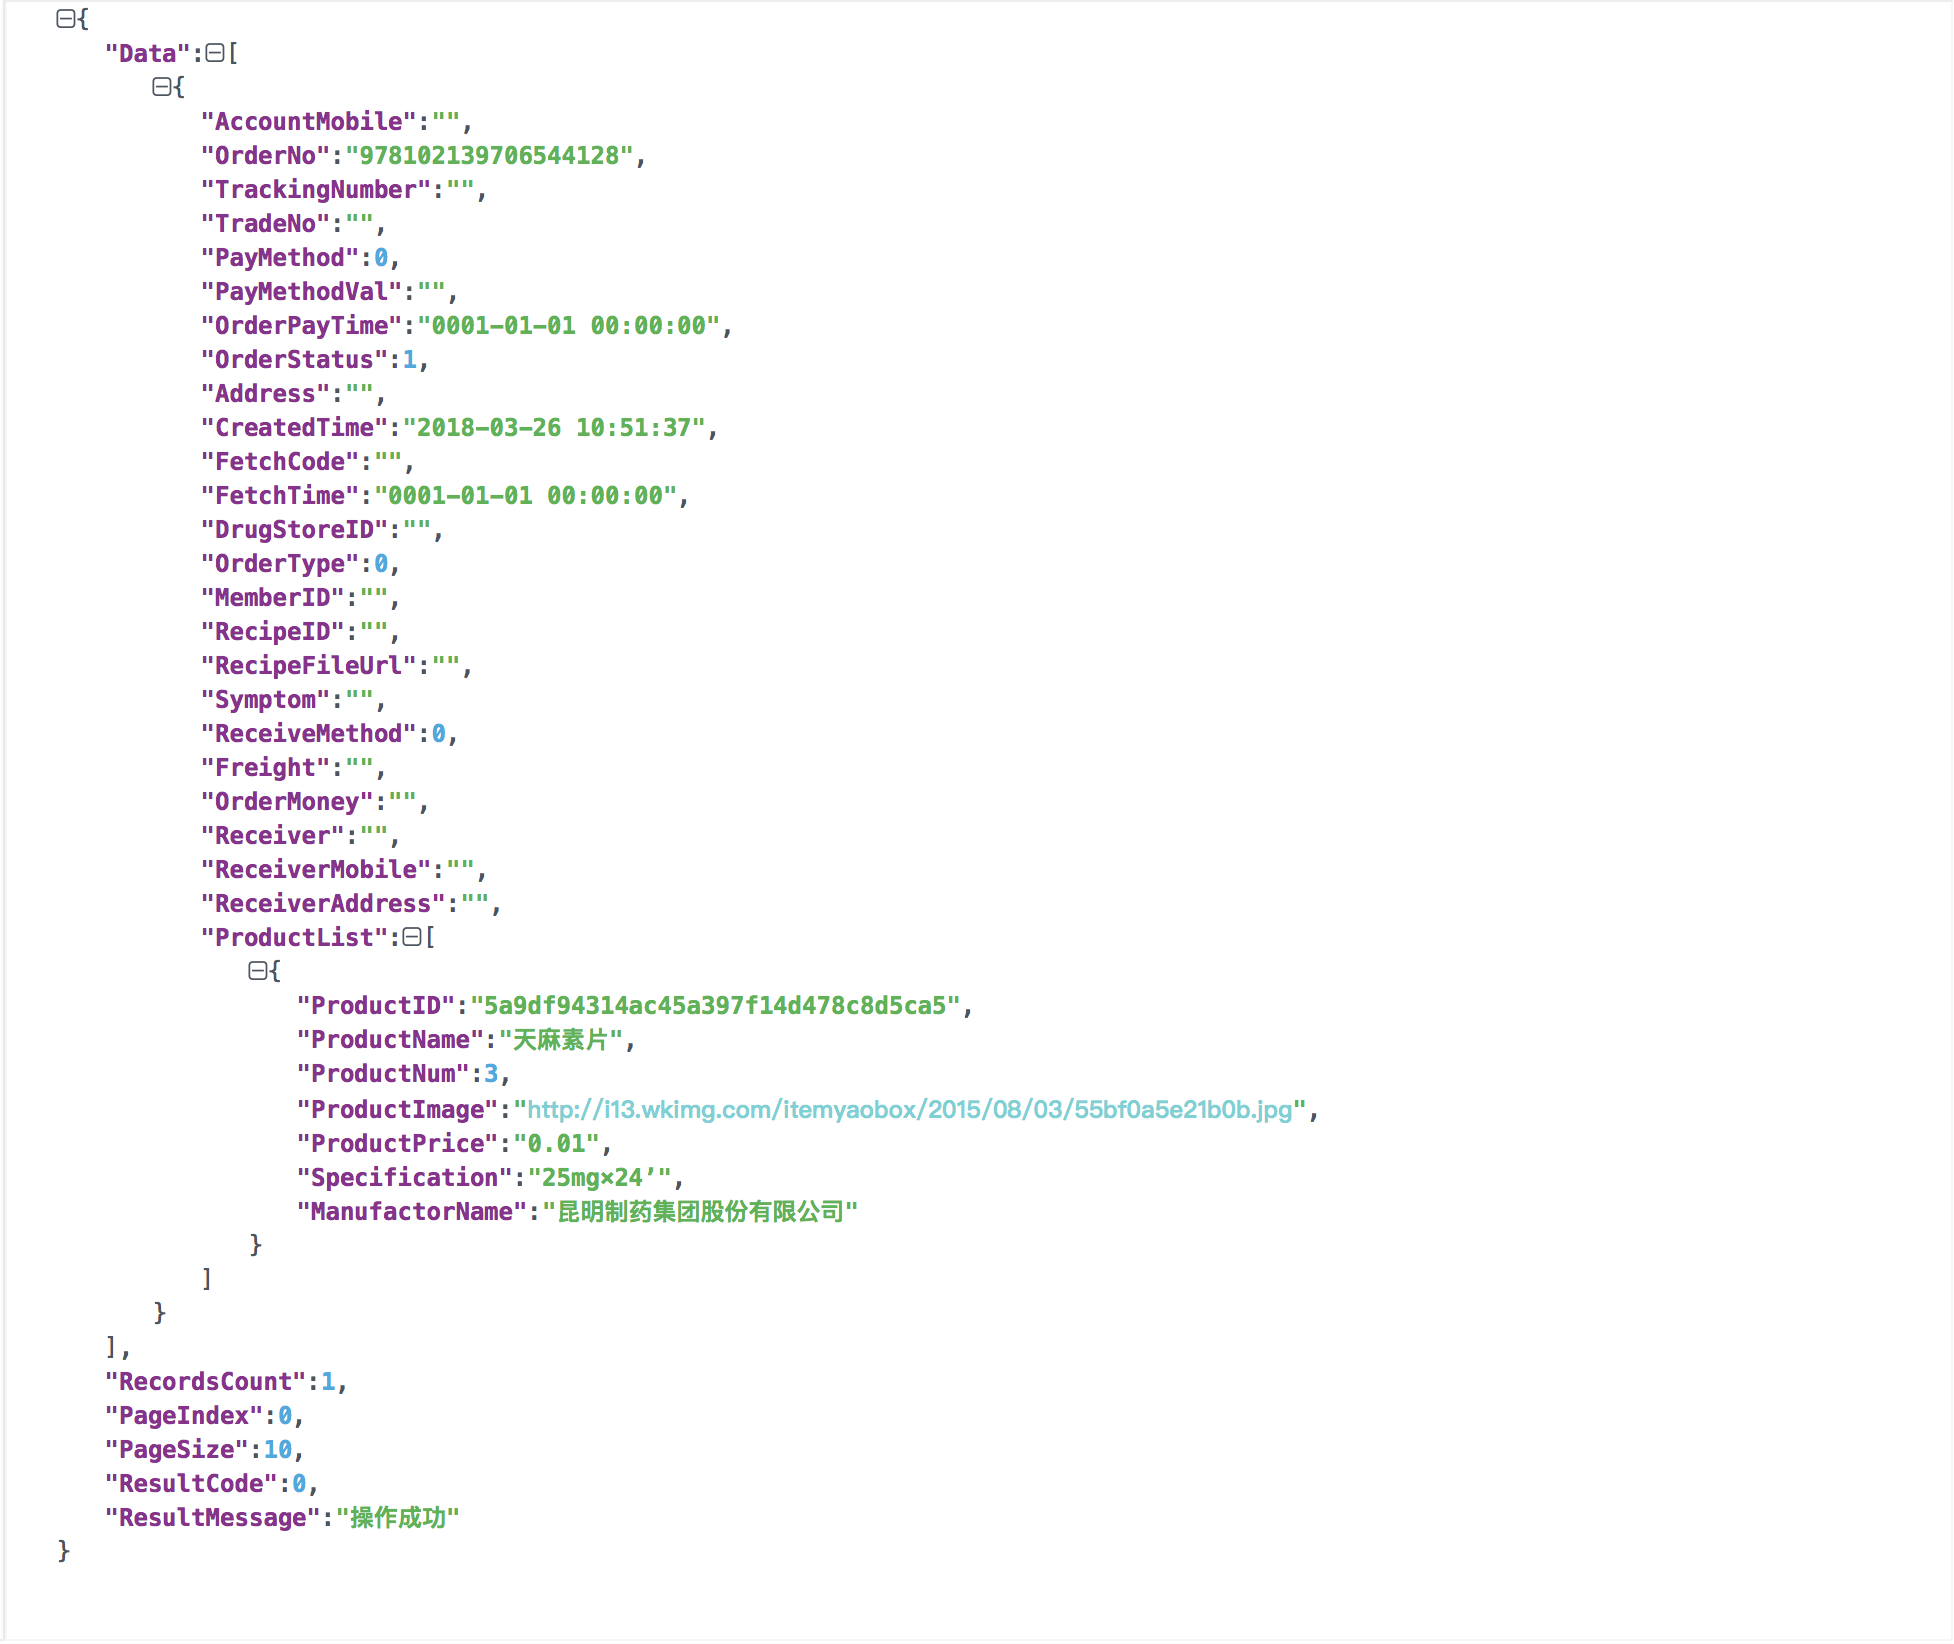 {
"Data":[
{
"AccountMobile":"",
"OrderNo":"978102139706544128",
"TrackingNumber":"",
"TradeNo":"",
"PayMethod":0,
"PayMethodVal":"",
"OrderPayTime":"0001-01-01 00:00:00",
"OrderStatus":1,
"Address":"",
"CreatedTime":"2018-03-26 10:51:37",
"FetchCode":"",
"FetchTime":"0001-01-01 00:00:00",
"DrugStoreID":"",
"OrderType":0,
"MemberID":"",
"RecipeID":"",
"RecipeFileUrl":"",
"Symptom":"",
"ReceiveMethod":0,
"Freight":"",
"OrderMoney":"",
"Receiver":"",
"ReceiverMobile":"",
"ReceiverAddress":"",
"ProductList":[
{
"ProductID":"5a9df94314ac45a397f14d478c8d5ca5",
"ProductName":"天麻素片",
"ProductNum":3,
"ProductImage":"http://i13.wkimg.com/itemyaobox/2015/08/03/55bf0a5e21b0b.jpg",
"ProductPrice":"0.01",
"Specification":"25mg×24’",
"ManufactorName":"昆明制药集团股份有限公司"
}
]
}
],
"RecordsCount":1,
"PageIndex":0,
"PageSize":10,
"ResultCode":0,
"ResultMessage":"操作成功"
}